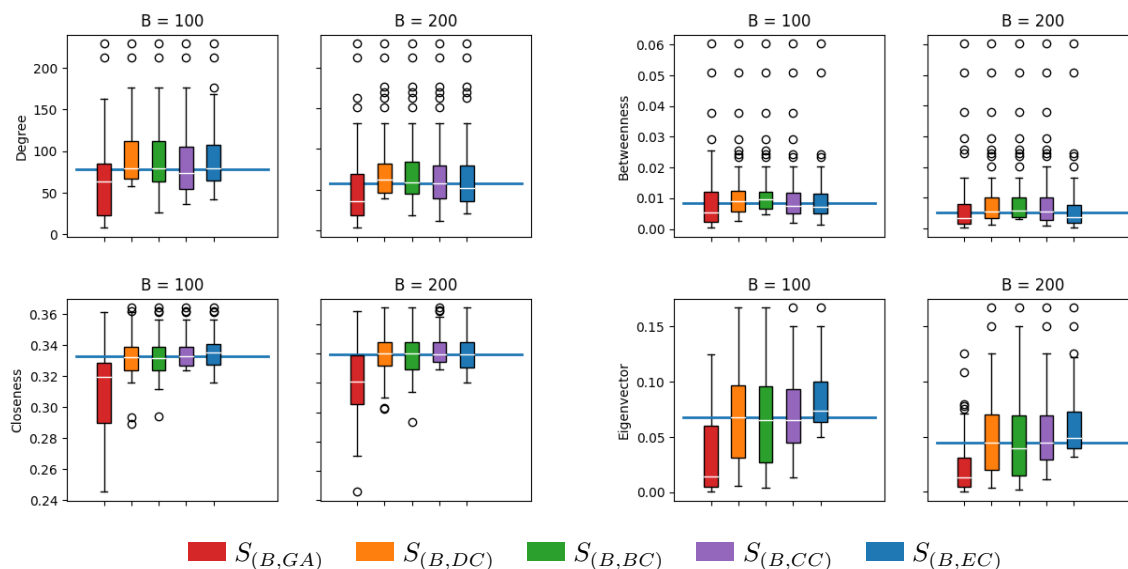 B = 100
B = 200
B = 100
B = 200
Degree
200
150
100
50
0
Betweenness
0.06
0.05
0.04
0.03
0.02
0.01
0.00
B = 100
B = 200
B = 100
B = 200
Closeness
0.36
0.34
0.32
0.30
0.28
0.26
0.24
Eigenvector
0.15
0.10
0.05
0.00
S(B,GA) S(B,DC) S(B,BC) S(B,CC) S(B,EC)